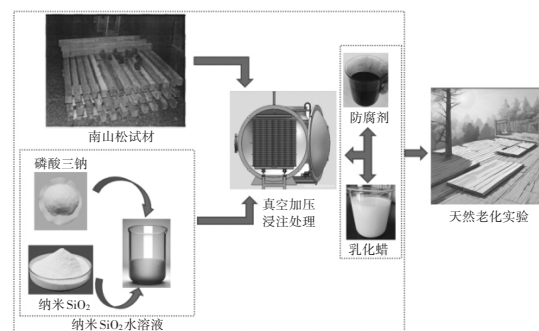 南山松试材
磷酸三钠
纳米SiO₂
纳米SiO₂水溶液
真空加压
浸注处理
防腐剂
乳化蜡
天然老化实验